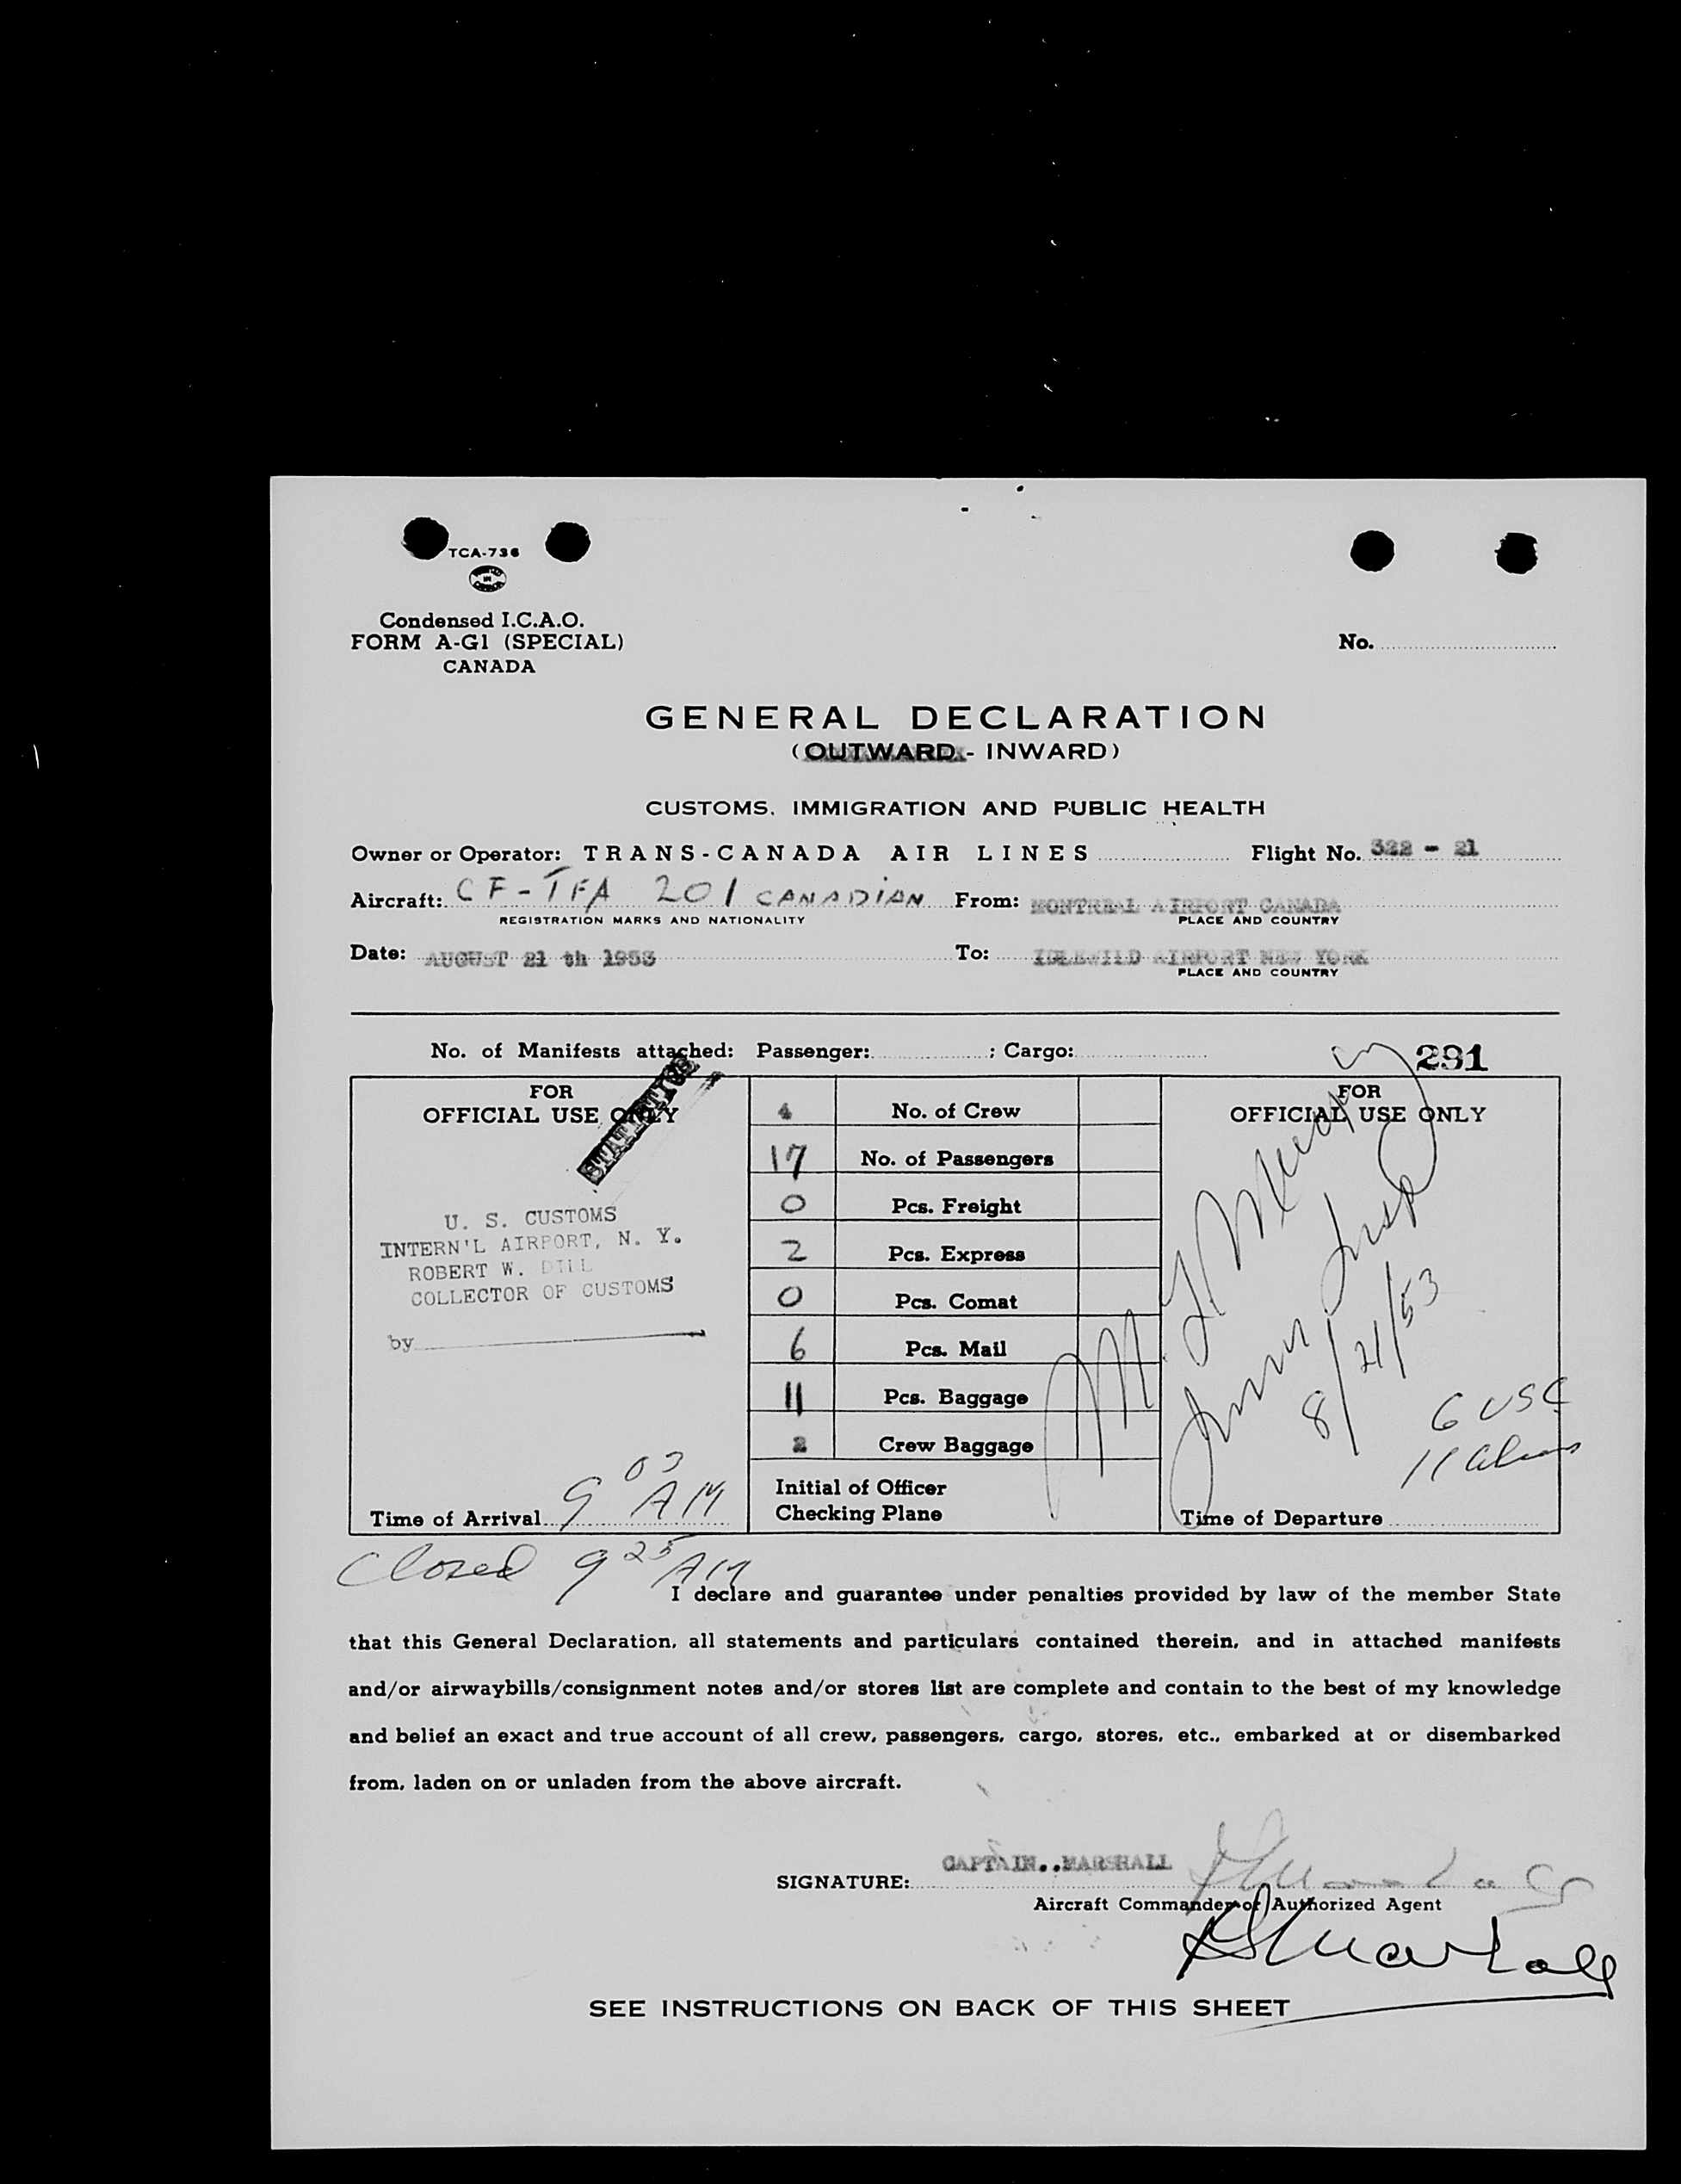 TCA-736
Condensed I.C.A.O.
FORM A-G1 (SPECIAL)
CANADA
No.
GENERAL DECLARATION
(OUTWARD - INWARD)
CUSTOMS, IMMIGRATION AND PUBLIC HEALTH
Owner or Operator: TRANS-CANADA AIR LINES Flight No. 322 - 21
Aircraft: CF-TFA 201 CANADIAN From: MONTREAL AIRPORT CANADA
REGISTRATION MARKS AND NATIONALITY PLACE AND COUNTRY
Date: AUGUST 21 th 1953 To: IDLEWILD AIRPORT NEW YORK
PLACE AND COUNTRY
No. of Manifests attached: Passenger: ; Cargo:
291
FOR
OFFICIAL USE ONLY
STATISTICS
U. S. CUSTOMS
INTERN'L AIRPORT, N. Y.
ROBERT W. DILL
COLLECTOR OF CUSTOMS
by
Time of Arrival 9 03 AM
4 No. of Crew
17 No. of Passengers
0 Pcs. Freight
2 Pcs. Express
0 Pcs. Comat
6 Pcs. Mail
11 Pcs. Baggage
2 Crew Baggage
Initial of Officer
Checking Plane
FOR
OFFICIAL USE ONLY
Immn. Insp
8/21/53
6 USC
11 aliens
Time of Departure
Closed 9 25 AM
I declare and guarantee under penalties provided by law of the member State
that this General Declaration, all statements and particulars contained therein, and in attached manifests
and/or airwaybills/consignment notes and/or stores list are complete and contain to the best of my knowledge
and belief an exact and true account of all crew, passengers, cargo, stores, etc., embarked at or disembarked
from, laden on or unladen from the above aircraft.
CAPTAIN..MARSHALL
SIGNATURE:
Aircraft Commander or Authorized Agent
SEE INSTRUCTIONS ON BACK OF THIS SHEET